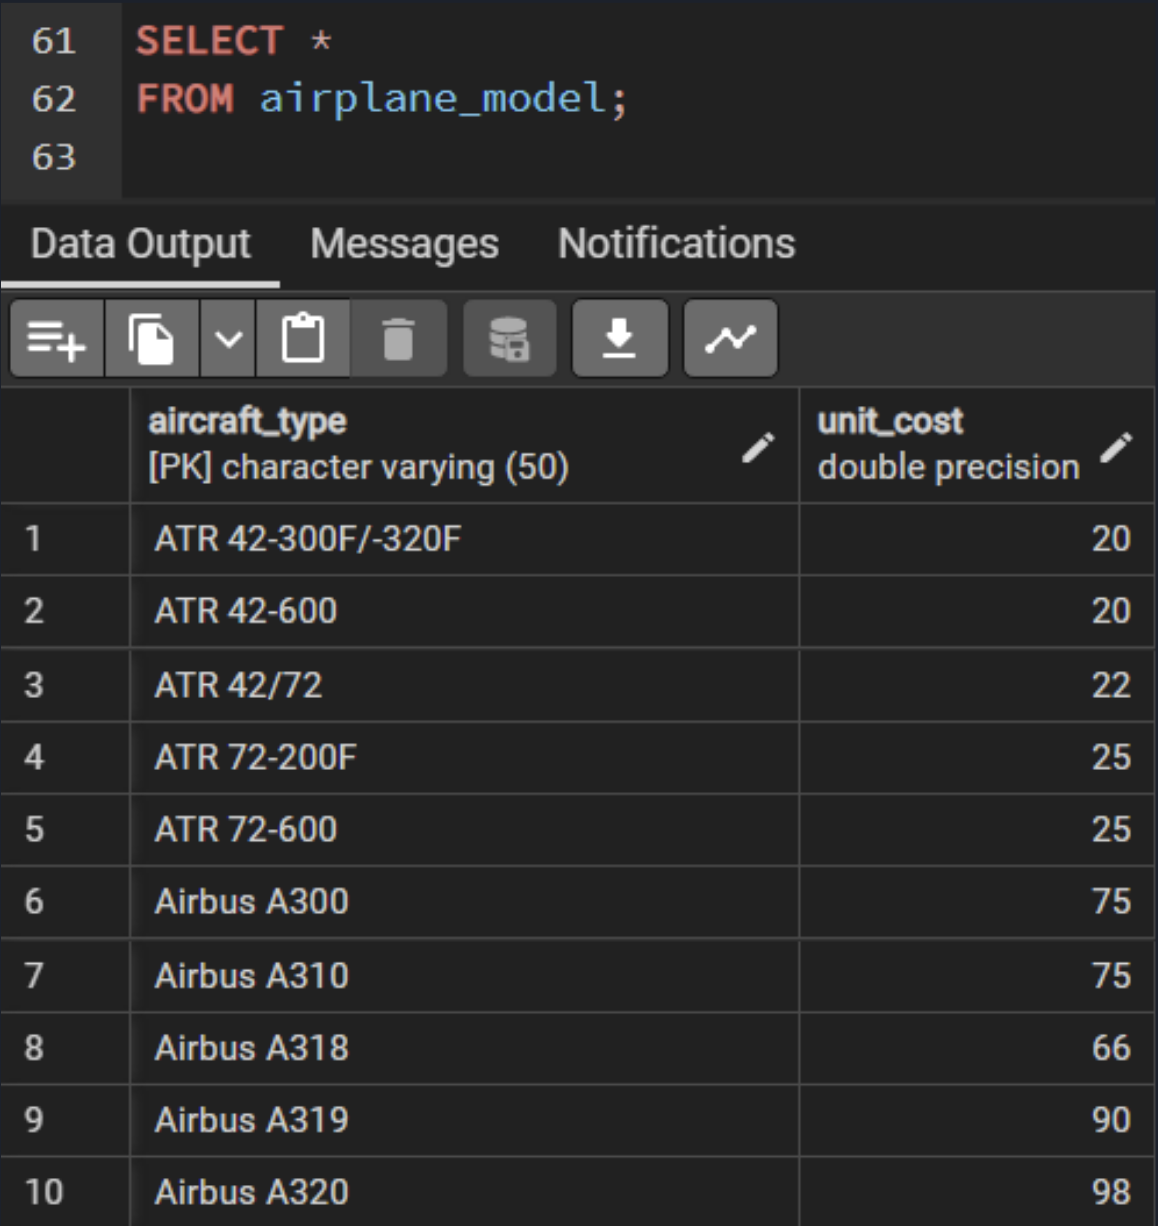 61 SELECT *
62 FROM airplane_model;
63
Data Output Messages Notifications
aircraft_type unit_cost
[PK] character varying (50) double precision
1 ATR 42-300F/-320F 20
2 ATR 42-600 20
3 ATR 42/72 22
4 ATR 72-200F 25
5 ATR 72-600 25
6 Airbus A300 75
7 Airbus A310 75
8 Airbus A318 66
9 Airbus A319 90
10 Airbus A320 98